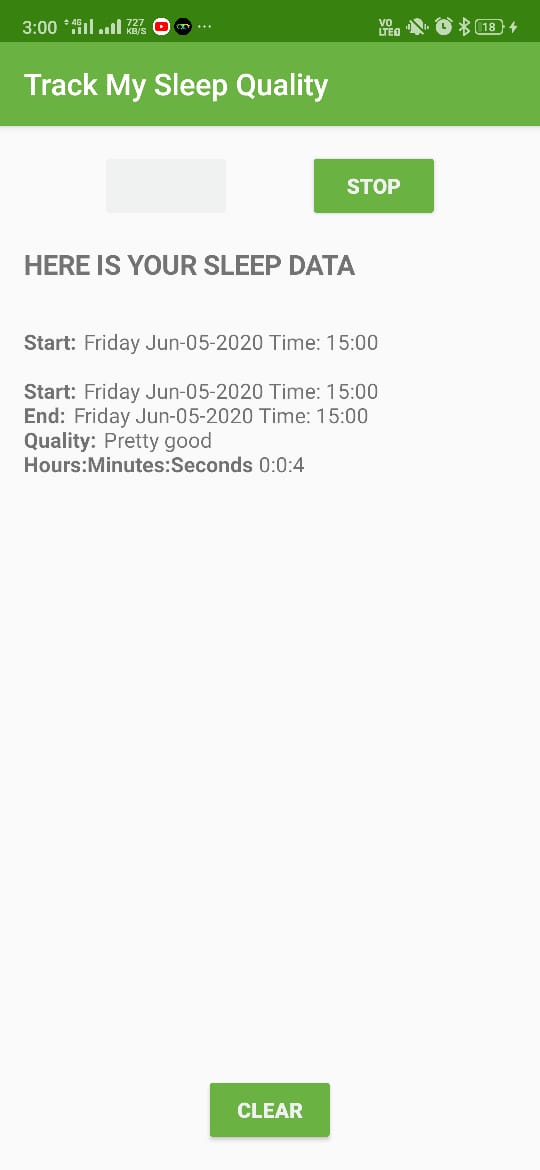 3:00 4G 727 KB/S ... VO LTE 18
Track My Sleep Quality
STOP
HERE IS YOUR SLEEP DATA
Start: Friday Jun-05-2020 Time: 15:00
Start: Friday Jun-05-2020 Time: 15:00
End: Friday Jun-05-2020 Time: 15:00
Quality: Pretty good
Hours:Minutes:Seconds 0:0:4
CLEAR